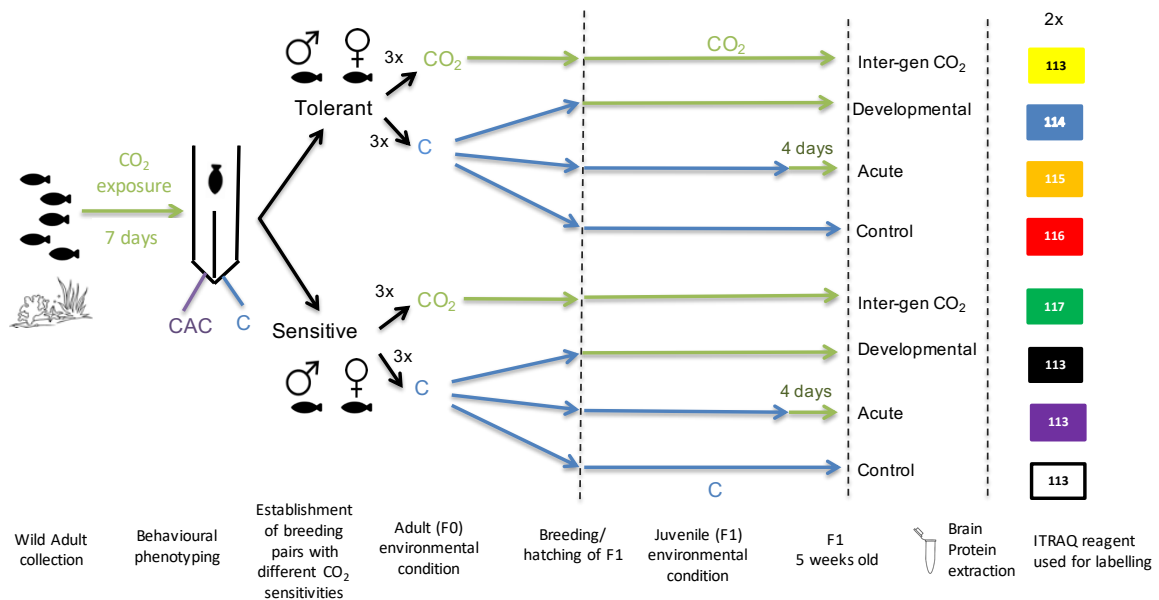 2x
3x
CO₂
CO₂
Inter-gen CO₂
113
Tolerant
Developmental
114
3x
C
4 days
Acute
115
CO₂
exposure
7 days
Control
116
CAC
C
3x
CO₂
Inter-gen CO₂
117
Sensitive
3x
C
Developmental
113
4 days
Acute
113
Control
C
113
Wild Adult
collection
Behavioural
phenotyping
Establishment
of breeding
pairs with
different CO₂
sensitivities
Adult (F0)
environmental
condition
Breeding/
hatching of F1
Juvenile (F1)
environmental
condition
F1
5 weeks old
Brain
Protein
extraction
ITRAQ reagent
used for labelling